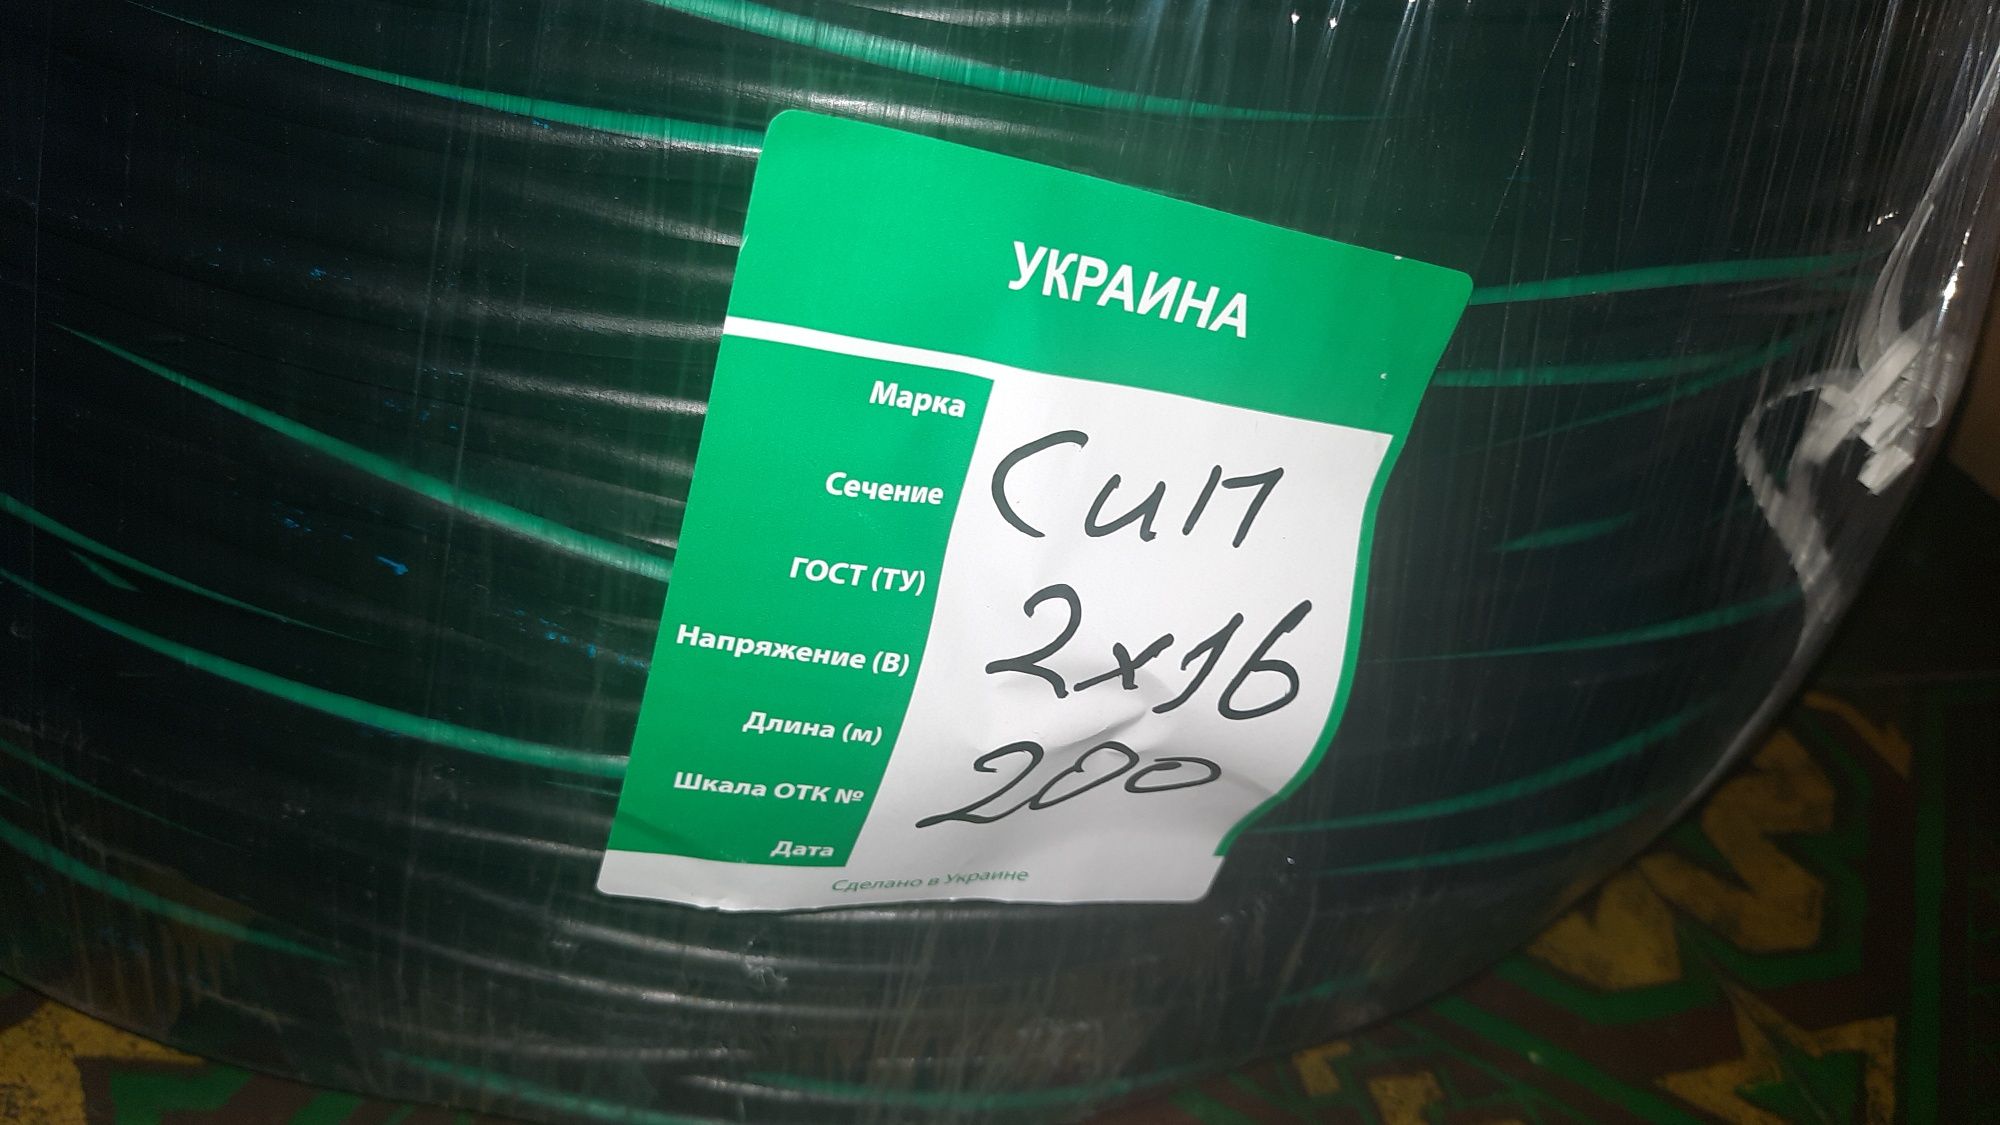 УКРАИНА
Марка
Сечение
Сип
ГОСТ (ТУ)
Напряжение (В)
2x16
Длина (м)
200
Шкала ОТК №
Дата
Сделано в Украине